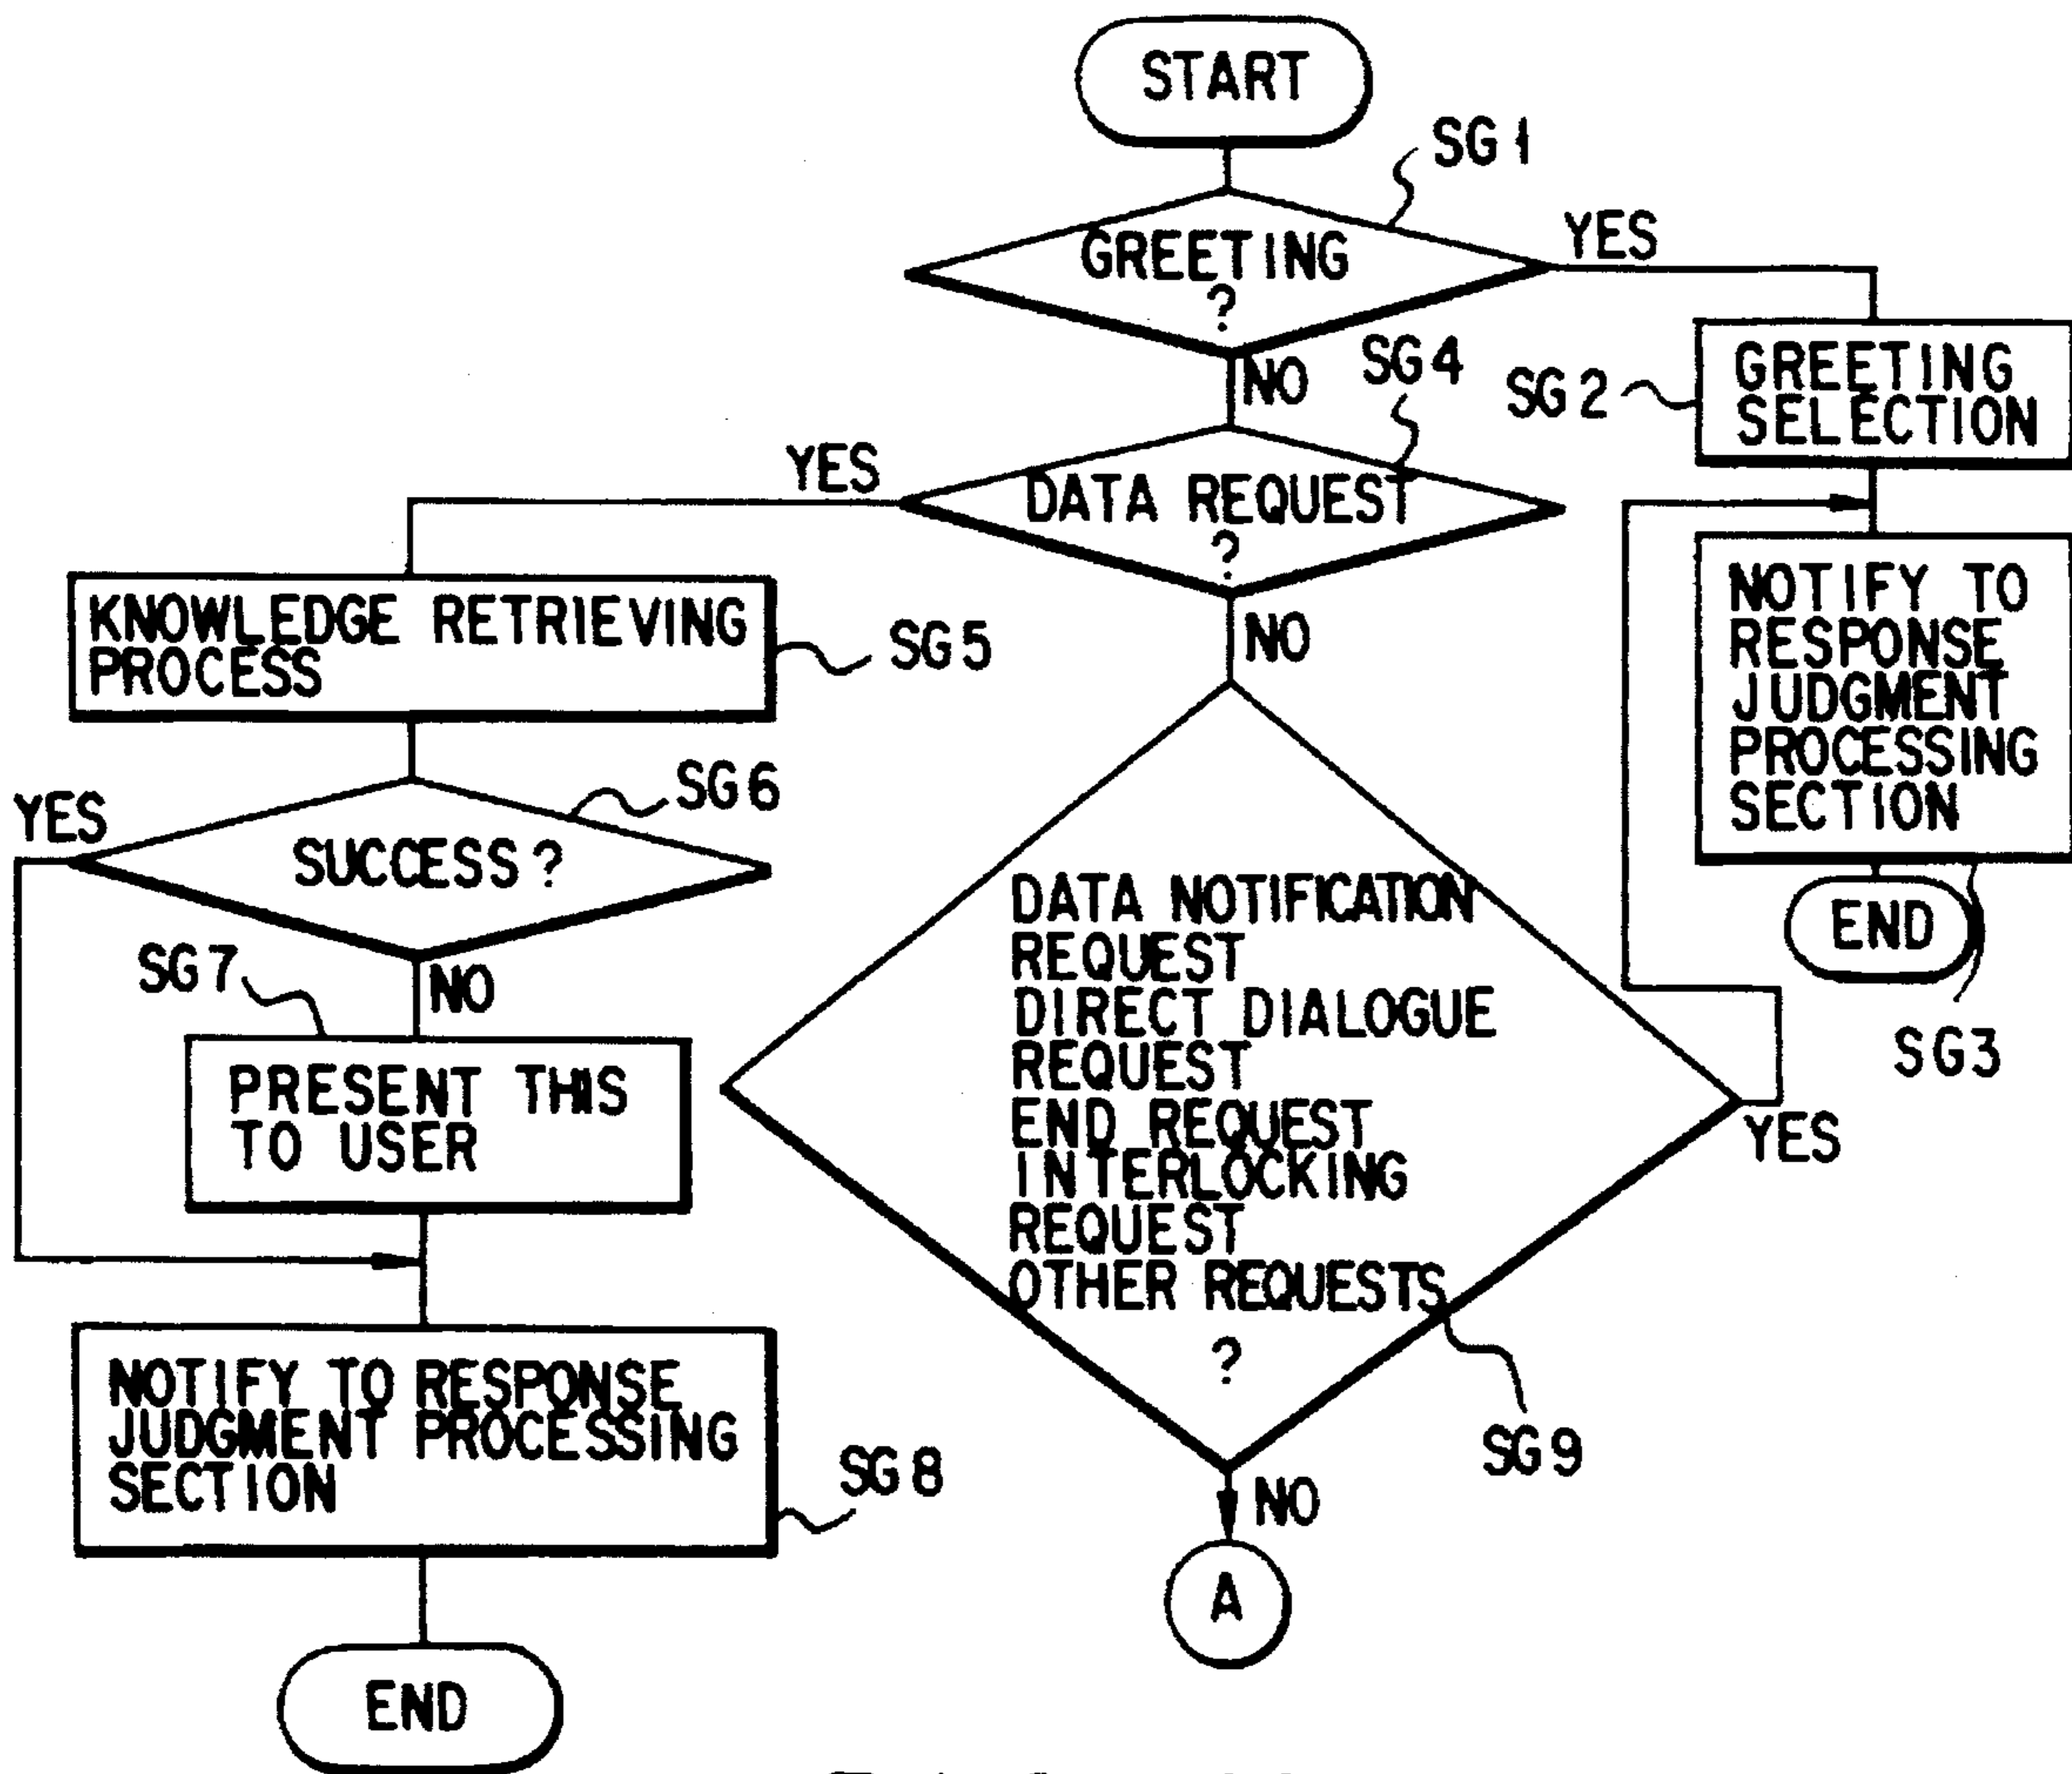 START
SG1
GREETING
?
YES
NO
SG4
SG2
GREETING
SELECTION
YES
DATA REQUEST
?
NO
KNOWLEDGE RETRIEVING
PROCESS
SG5
NOTIFY TO
RESPONSE
JUDGMENT
PROCESSING
SECTION
END
SG3
YES
SG6
SUCCESS?
SG7
NO
PRESENT THIS
TO USER
DATA NOTIFICATION
REQUEST
DIRECT DIALOGUE
REQUEST
END REQUEST
INTERLOCKING
REQUEST
OTHER REQUESTS
?
YES
SG9
NO
A
NOTIFY TO RESPONSE
JUDGMENT PROCESSING
SECTION
SG8
END